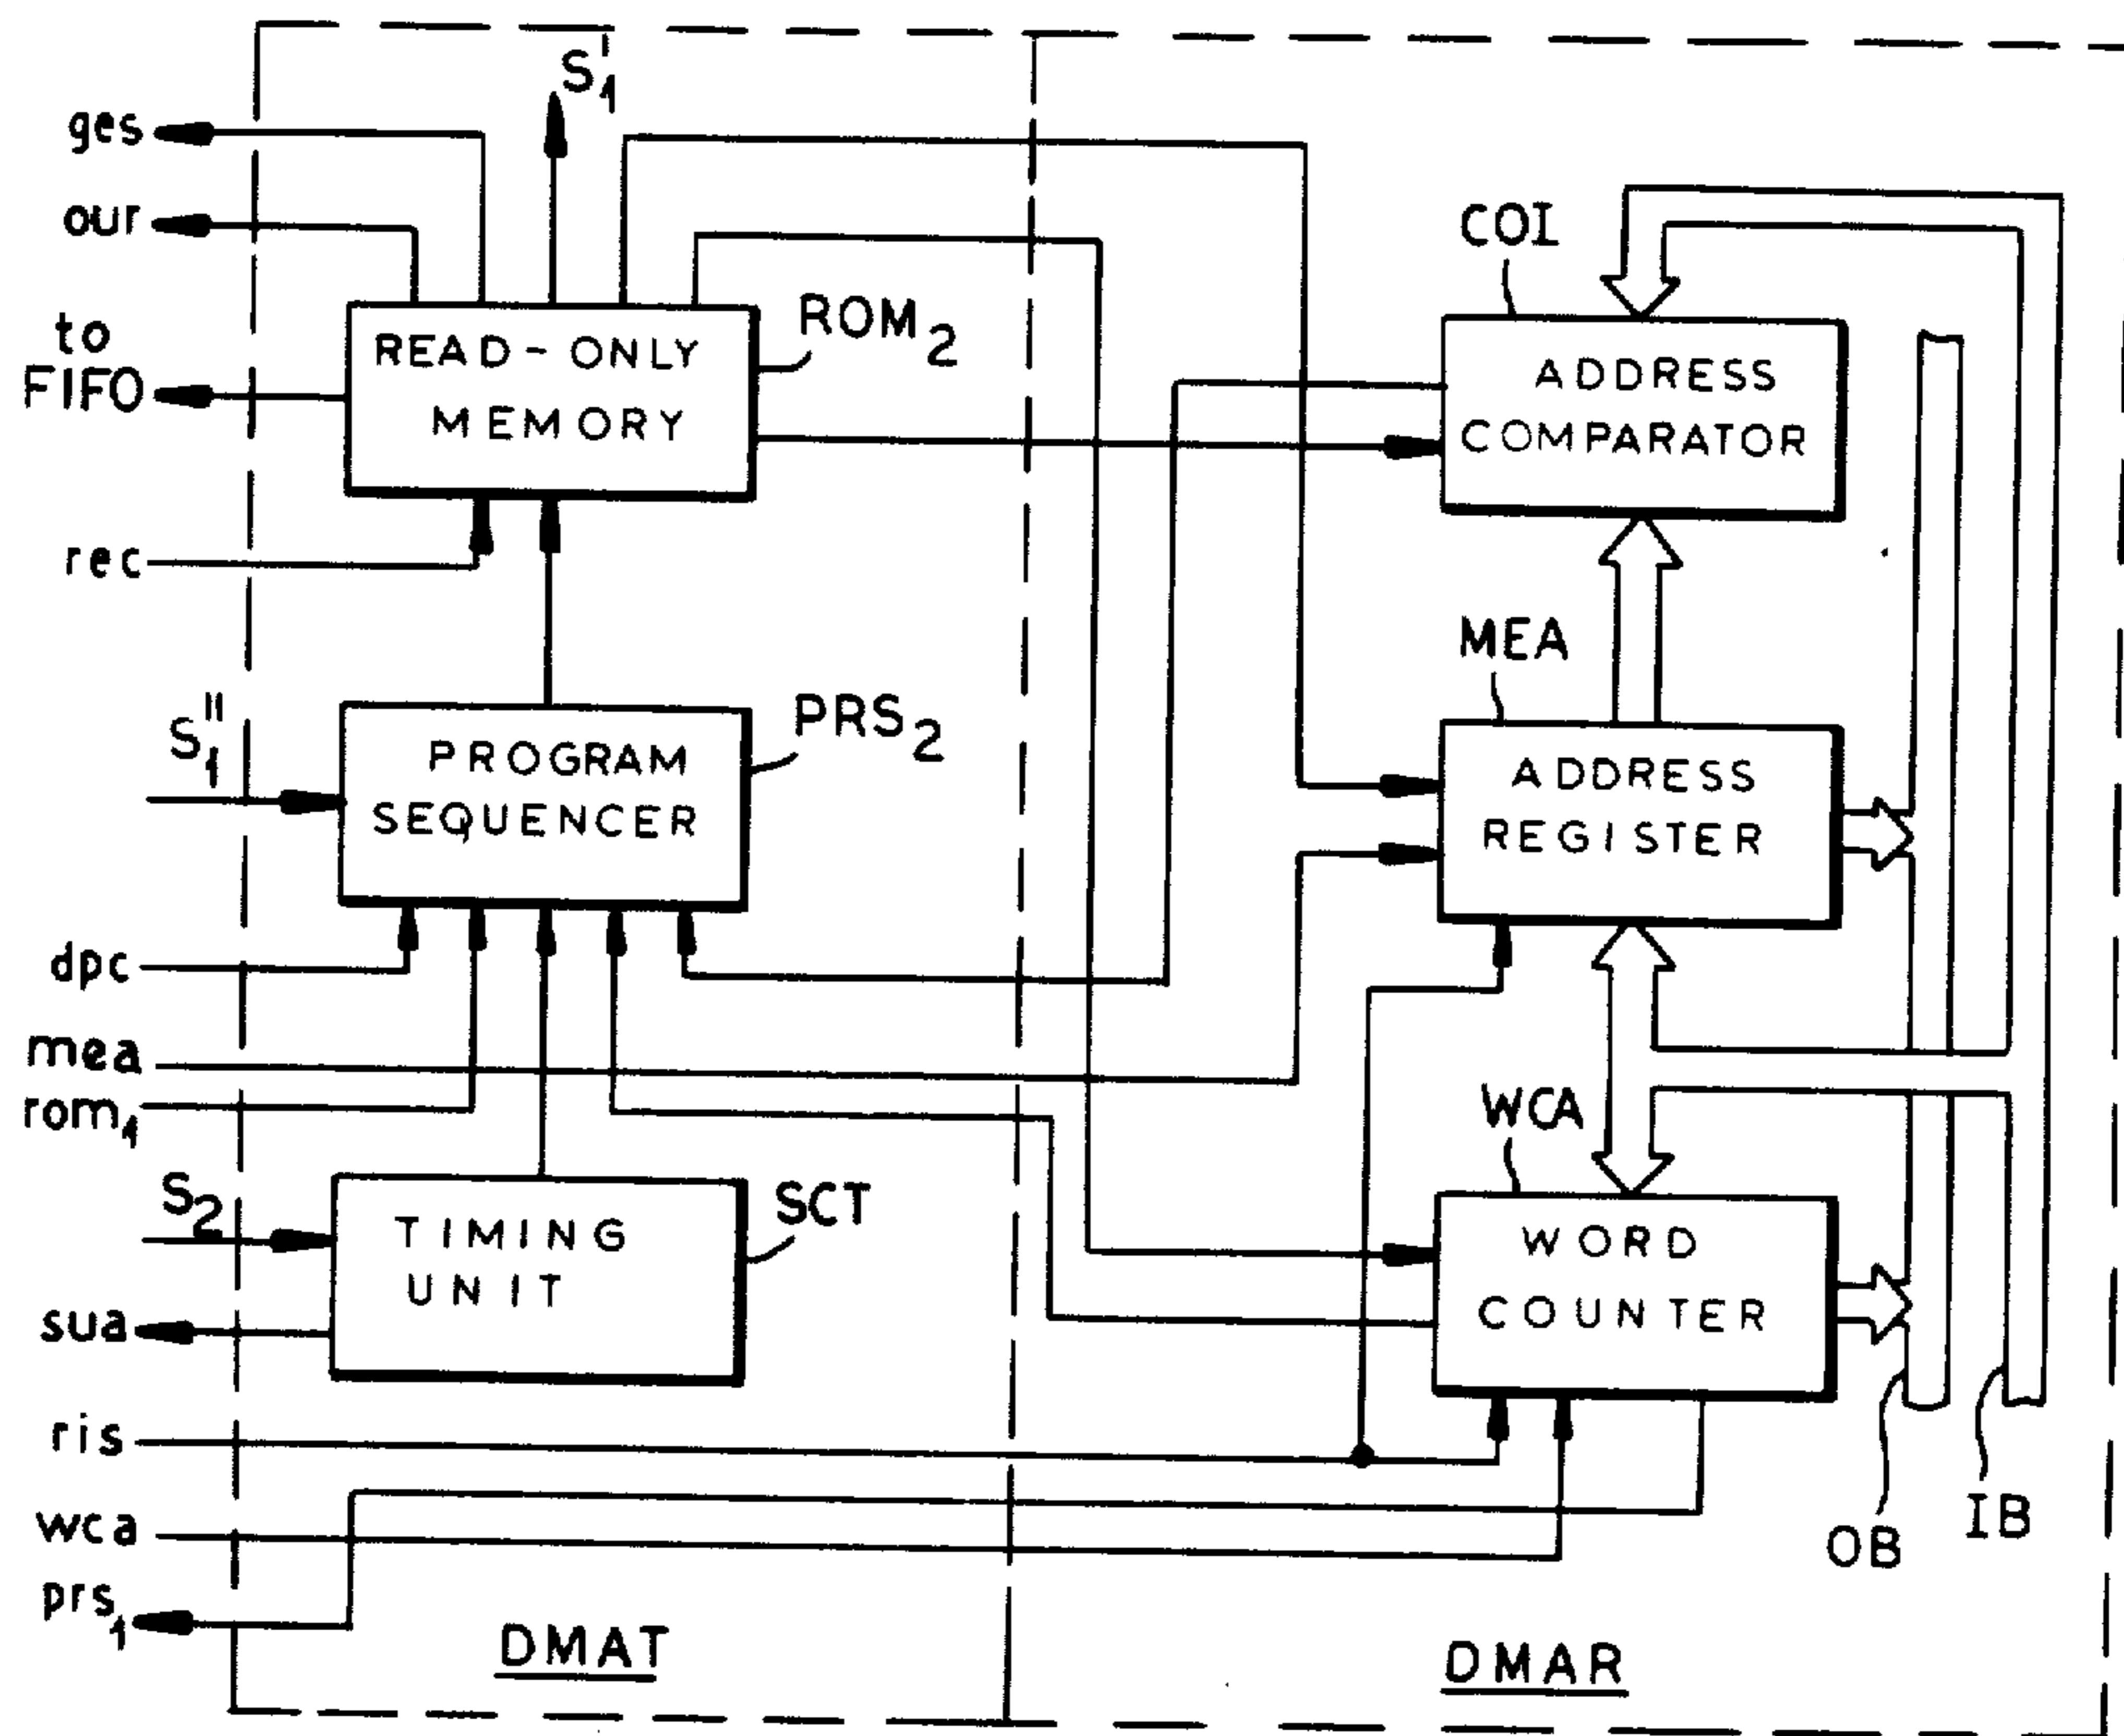 S'₁
ges
our
to
FIFO
rec
S''₁
dpc
mea
rom₁
S₂
sua
ris
wca
prs₁
READ-ONLY
MEMORY
ROM₂
PROGRAM
SEQUENCER
PRS₂
TIMING
UNIT
SCT
COI
ADDRESS
COMPARATOR
MEA
ADDRESS
REGISTER
WCA
WORD
COUNTER
OB
IB
DMAT
DMAR